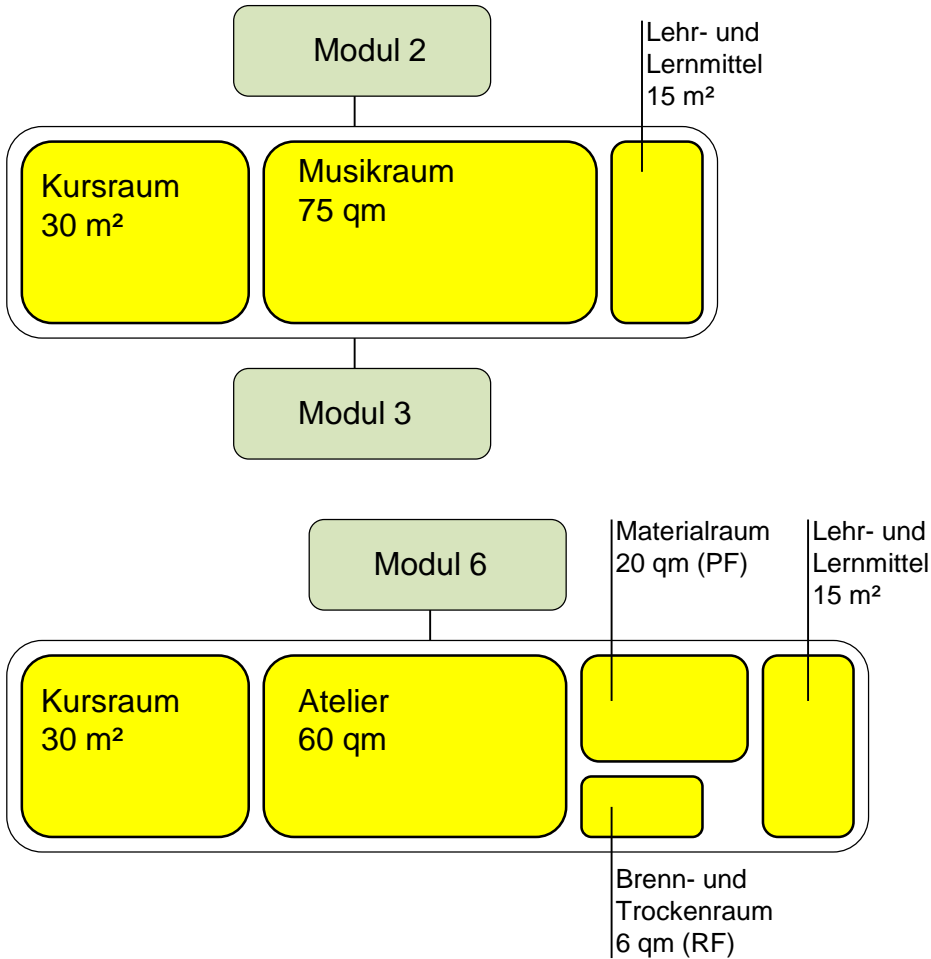 Modul 2
Lehr- und
Lernmittel
15 m²
Kursraum
30 m²
Musikraum
75 qm
Modul 3
Modul 6
Materialraum
20 qm (PF)
Lehr- und
Lernmittel
15 m²
Kursraum
30 m²
Atelier
60 qm
Brenn- und
Trockenraum
6 qm (RF)